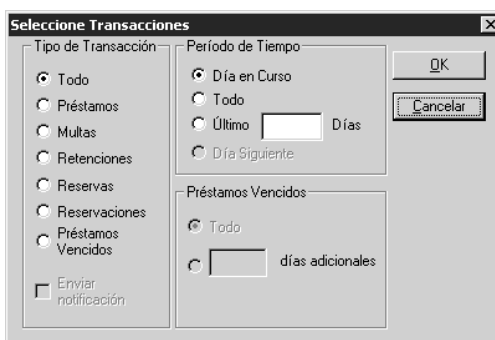 Seleccione Transacciones
Tipo de Transacción
Todo
Préstamos
Multas
Retenciones
Reservas
Reservaciones
Préstamos
Vencidos
Enviar
notificación
Período de Tiempo
Día en Curso
Todo
Último Días
Día Siguiente
Préstamos Vencidos
Todo
días adicionales
OK
Cancelar